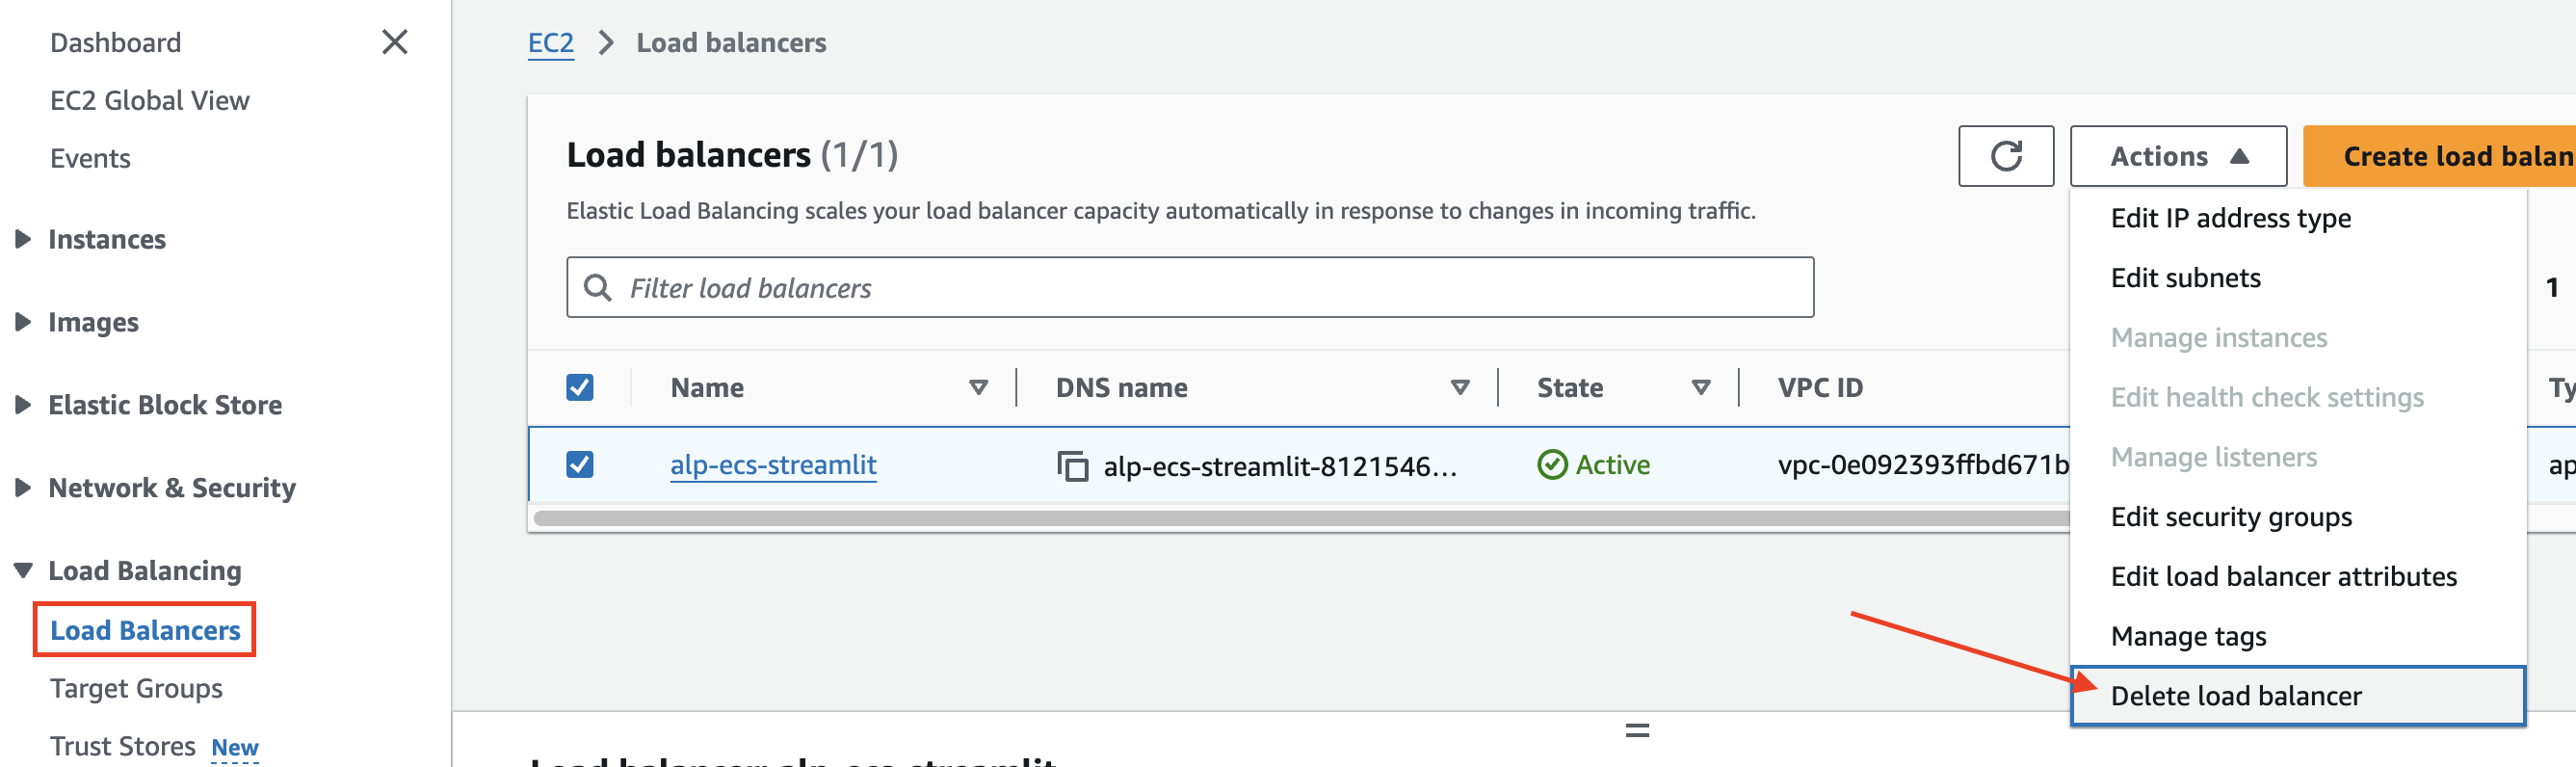 Dashboard
EC2 Global View
Events
Instances
Images
Elastic Block Store
Network & Security
Load Balancing
Load Balancers
Target Groups
Trust Stores New
EC2 > Load balancers
Load balancers (1/1)
Actions
Create load balan
Elastic Load Balancing scales your load balancer capacity automatically in response to changes in incoming traffic.
Filter load balancers
1
Name DNS name State VPC ID Ty
alp-ecs-streamlit alp-ecs-streamlit-8121546... Active vpc-0e092393ffbd671b ap
Edit IP address type
Edit subnets
Manage instances
Edit health check settings
Manage listeners
Edit security groups
Edit load balancer attributes
Manage tags
Delete load balancer
Load balancer: alp-ecs-streamlit